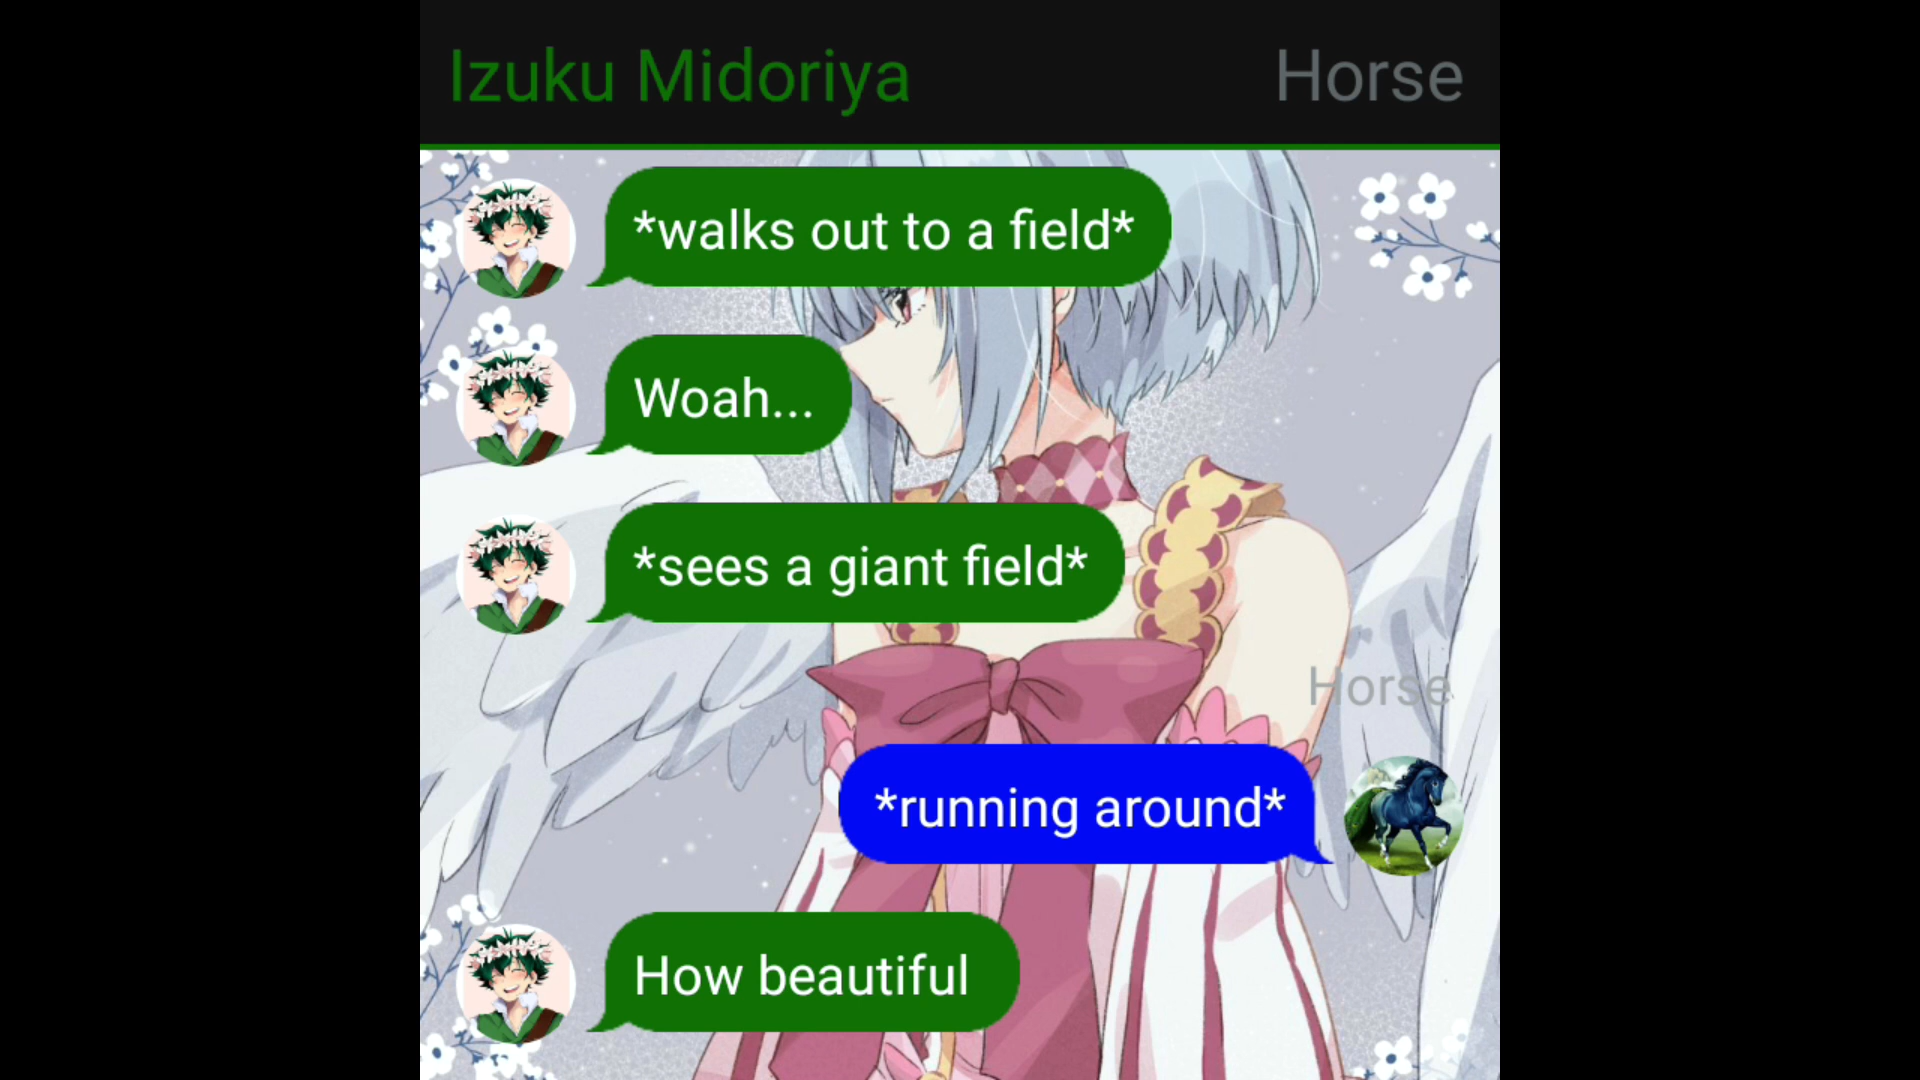 Izuku Midoriya
Horse
*walks out to a field*
Woah...
*sees a giant field*
Horse
*running around*
How beautiful